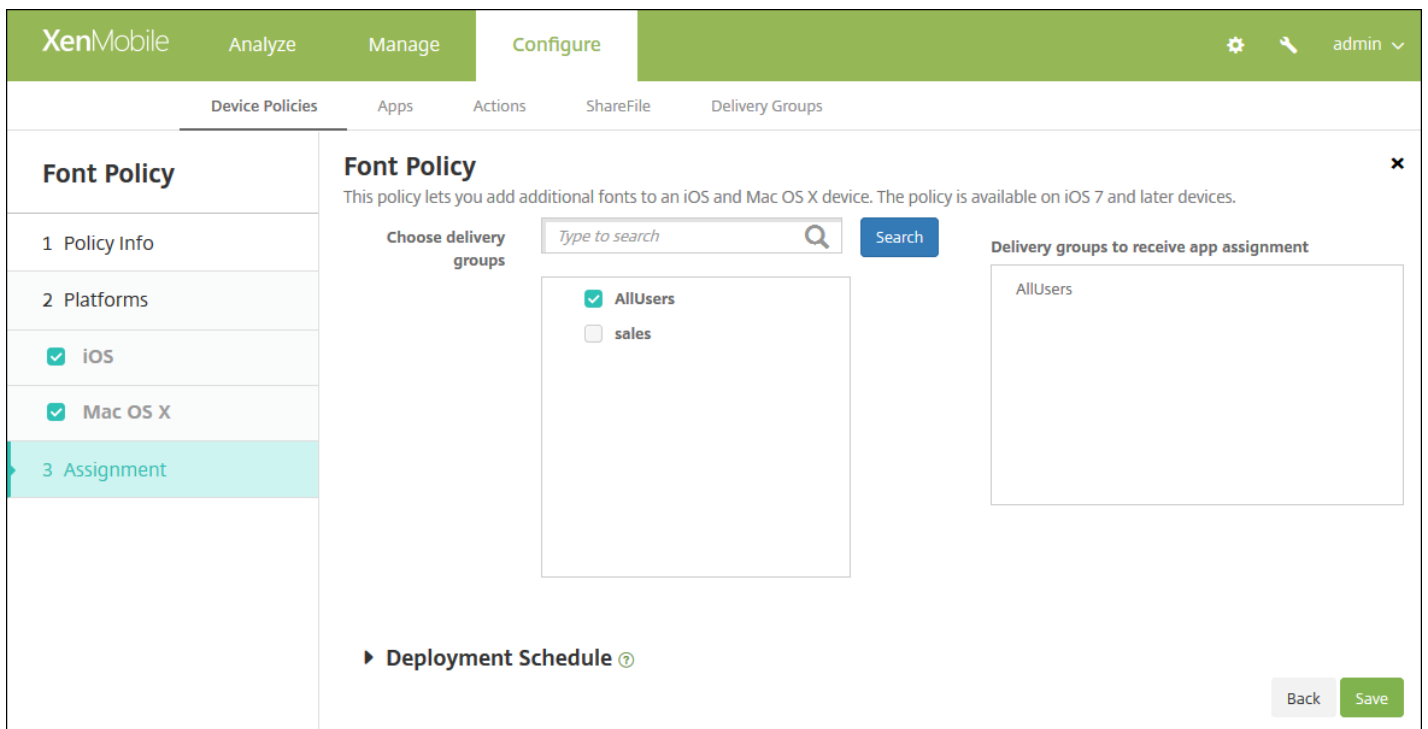 XenMobile Analyze Manage Configure admin
Device Policies Apps Actions ShareFile Delivery Groups
Font Policy
1 Policy Info
2 Platforms
iOS
Mac OS X
3 Assignment
Font Policy
This policy lets you add additional fonts to an iOS and Mac OS X device. The policy is available on iOS 7 and later devices.
Choose delivery
groups
Type to search
Search
AllUsers
sales
Delivery groups to receive app assignment
AllUsers
Deployment Schedule ?
Back Save